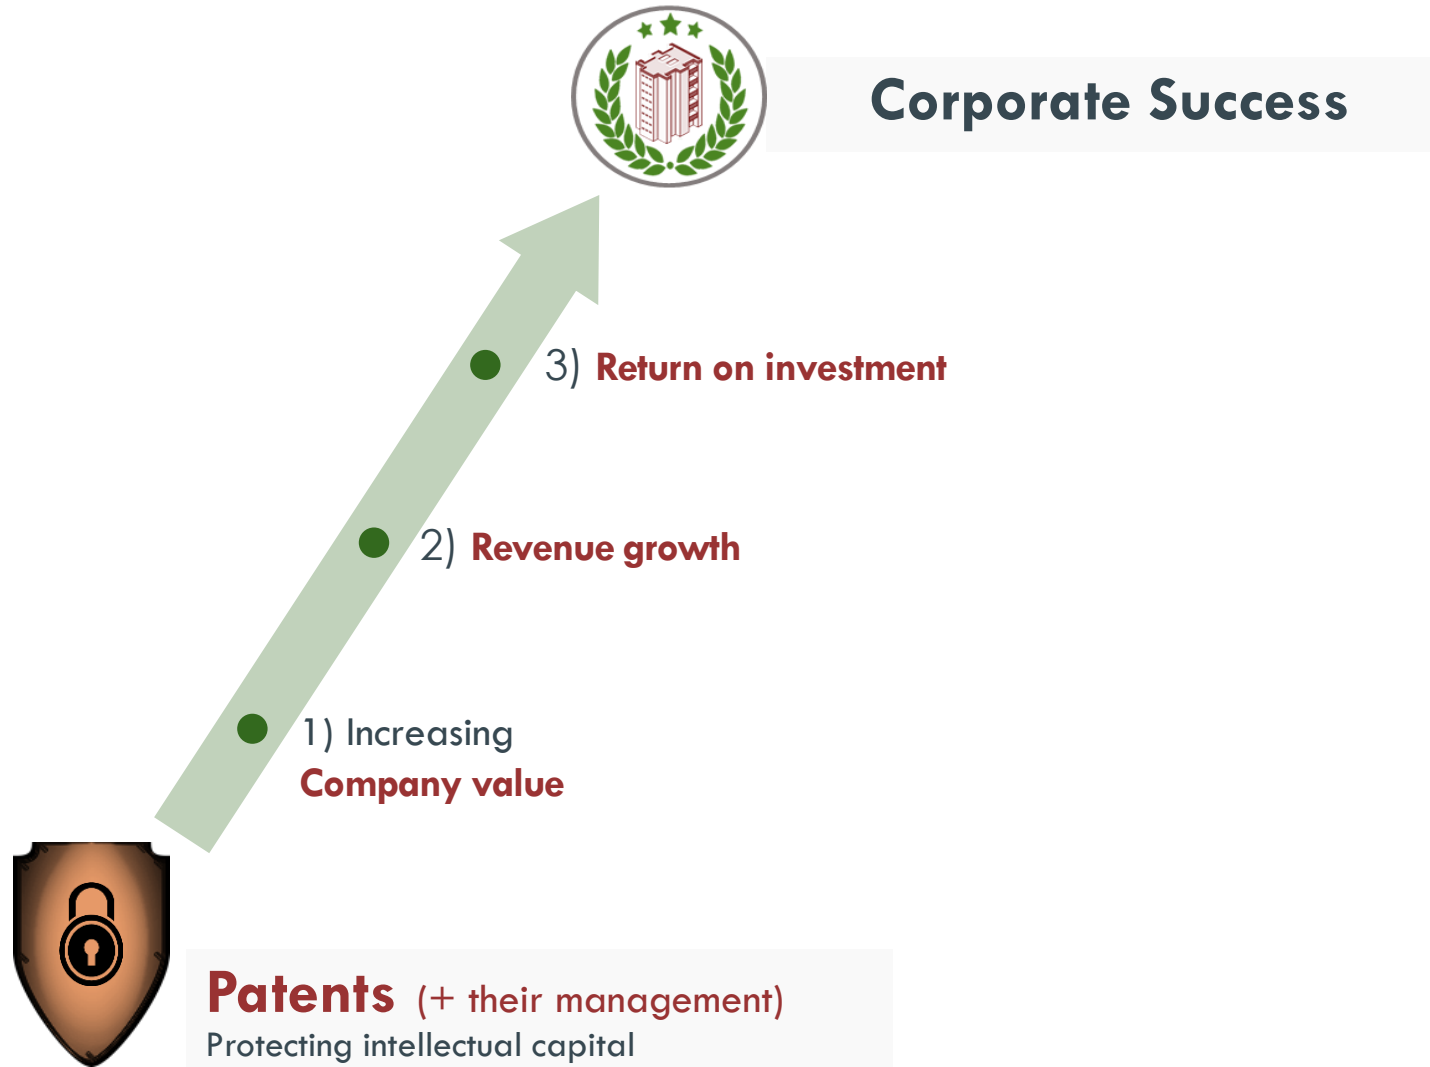 Corporate Success
3) Return on investment
2) Revenue growth
1) Increasing
Company value
Patents (+ their management)
Protecting intellectual capital